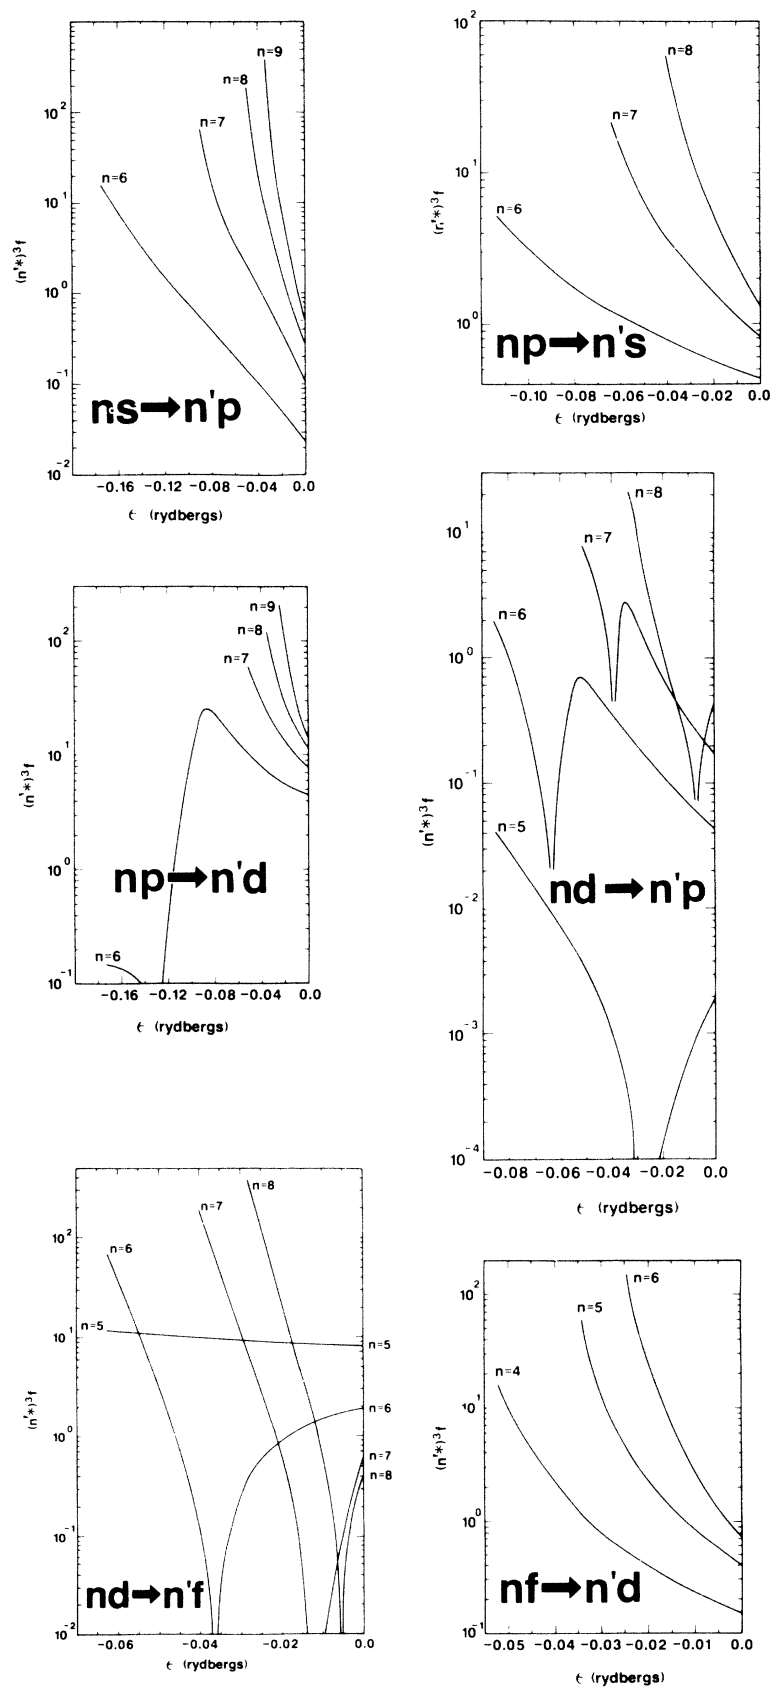 n=9
n=8
n=7
n=6
10^2
10^1
10^0
10^-1
10^-2
(n'*)^3f
ns→n'p
-0.16 -0.12 -0.08 -0.04 0.0
ϵ (rydbergs)
10^2
n=8
n=7
n=6
10^1
10^0
(n'*)^3f
np→n's
-0.10 -0.08 -0.06 -0.04 -0.02 0.0
ϵ (rydbergs)
n=9
n=8
n=7
n=6
10^2
10^1
10^0
10^-1
(n'*)^3f
np→n'd
-0.16 -0.12 -0.08 -0.04 0.0
ϵ (rydbergs)
n=8
n=7
n=6
n=5
10^1
10^0
10^-1
10^-2
10^-3
10^-4
(n'*)^3f
nd→n'p
-0.08 -0.06 -0.04 -0.02 0.0
ϵ (rydbergs)
n=8
n=7
n=6
n=5
n=5
n=6
n=7
n=8
10^2
10^1
10^0
10^-1
10^-2
(n'*)^3f
nd→n'f
-0.06 -0.04 -0.02 0.0
ϵ (rydbergs)
n=6
n=5
n=4
10^2
10^1
10^0
10^-1
(n'*)^3f
nf→n'd
-0.05 -0.04 -0.03 -0.02 -0.01 0.0
ϵ (rydbergs)